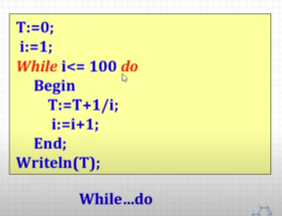 T:=0;
i:=1;
While i<= 100 do
Begin
T:=T+1/i;
i:=i+1;
End;
Writeln(T);
While...do